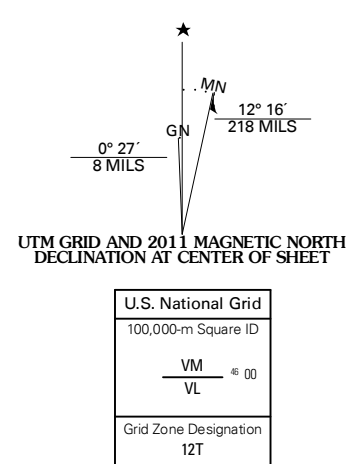 ★
MN
GN
12° 16´
218 MILS
0° 27´
8 MILS
UTM GRID AND 2011 MAGNETIC NORTH
DECLINATION AT CENTER OF SHEET
U.S. National Grid
100,000-m Square ID
VM
46 00
VL
Grid Zone Designation
12T